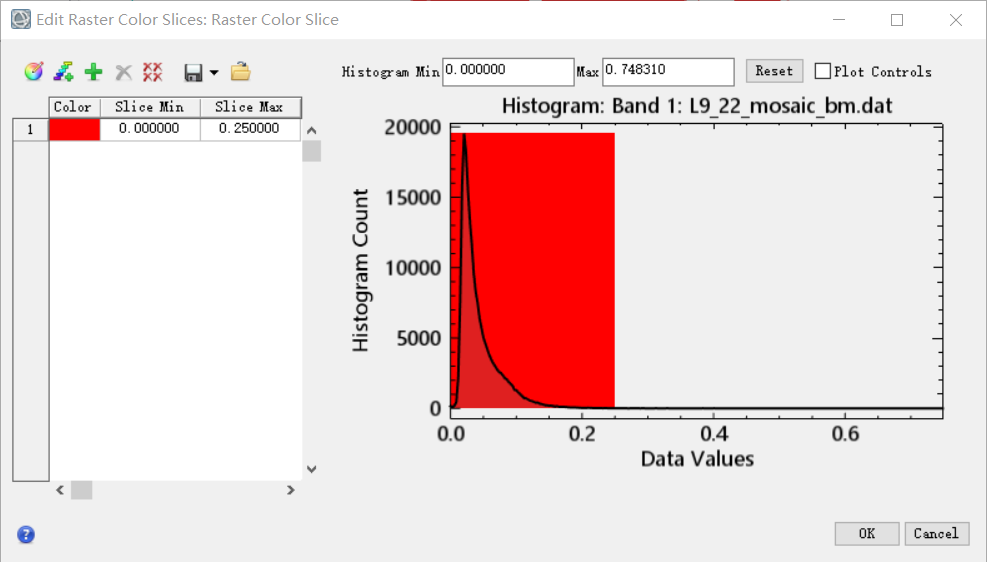 Edit Raster Color Slices: Raster Color Slice
Histogram Min 0.000000 Max 0.748310 Reset Plot Controls
Color Slice Min Slice Max
1 0.000000 0.250000
Histogram: Band 1: L9_22_mosaic_bm.dat
20000
15000
10000
5000
0
Histogram Count
0.0 0.2 0.4 0.6
Data Values
OK Cancel